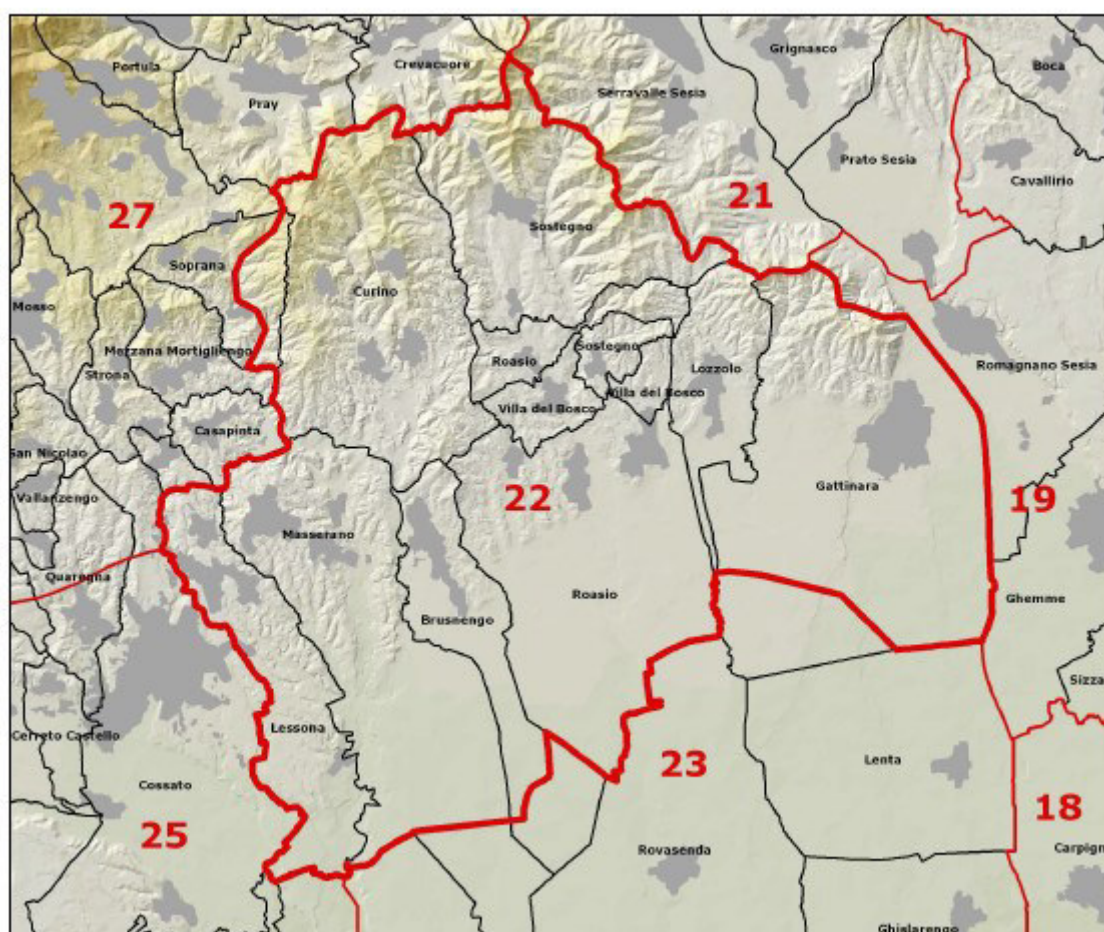 Grignasco
Portula
Crevacuore
Boca
Serravalle Sesia
Pray
Prato Sesia
Cavallirio
27
21
Sostegno
Soprana
Curino
Mosso
Mezzana Mortigliengo
Sostegno
Roasio
Romagnano Sesia
Strona
Lozzolo
Villa del Bosco
Villa del Bosco
Casapinta
San Nicolao
Gattinara
Vallanzengo
22
19
Masserano
Quaregna
Roasio
Ghemme
Brusnengo
Sizza
Lessona
Cerreto Castello
Lenta
23
Cossato
18
25
Rovasenda
Carpign
Ghislarengo